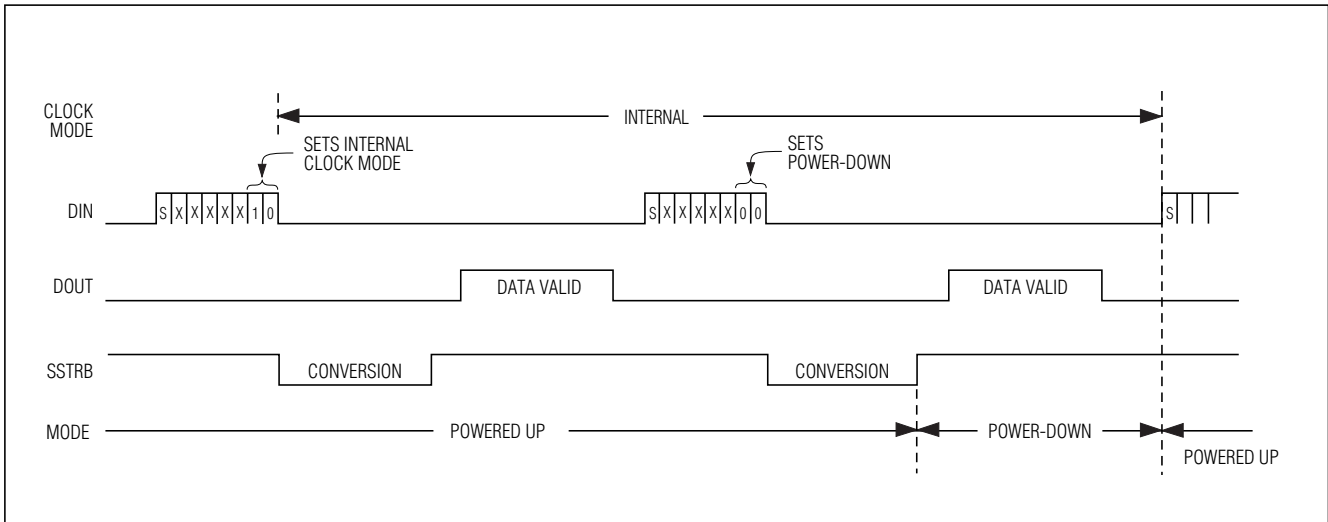 CLOCK
MODE
INTERNAL
SETS INTERNAL
CLOCK MODE
SETS
POWER-DOWN
DIN
S X X X X X 1 0
S X X X X X 0 0
S
DOUT
DATA VALID
DATA VALID
SSTRB
CONVERSION
CONVERSION
MODE
POWERED UP
POWER-DOWN
POWERED UP